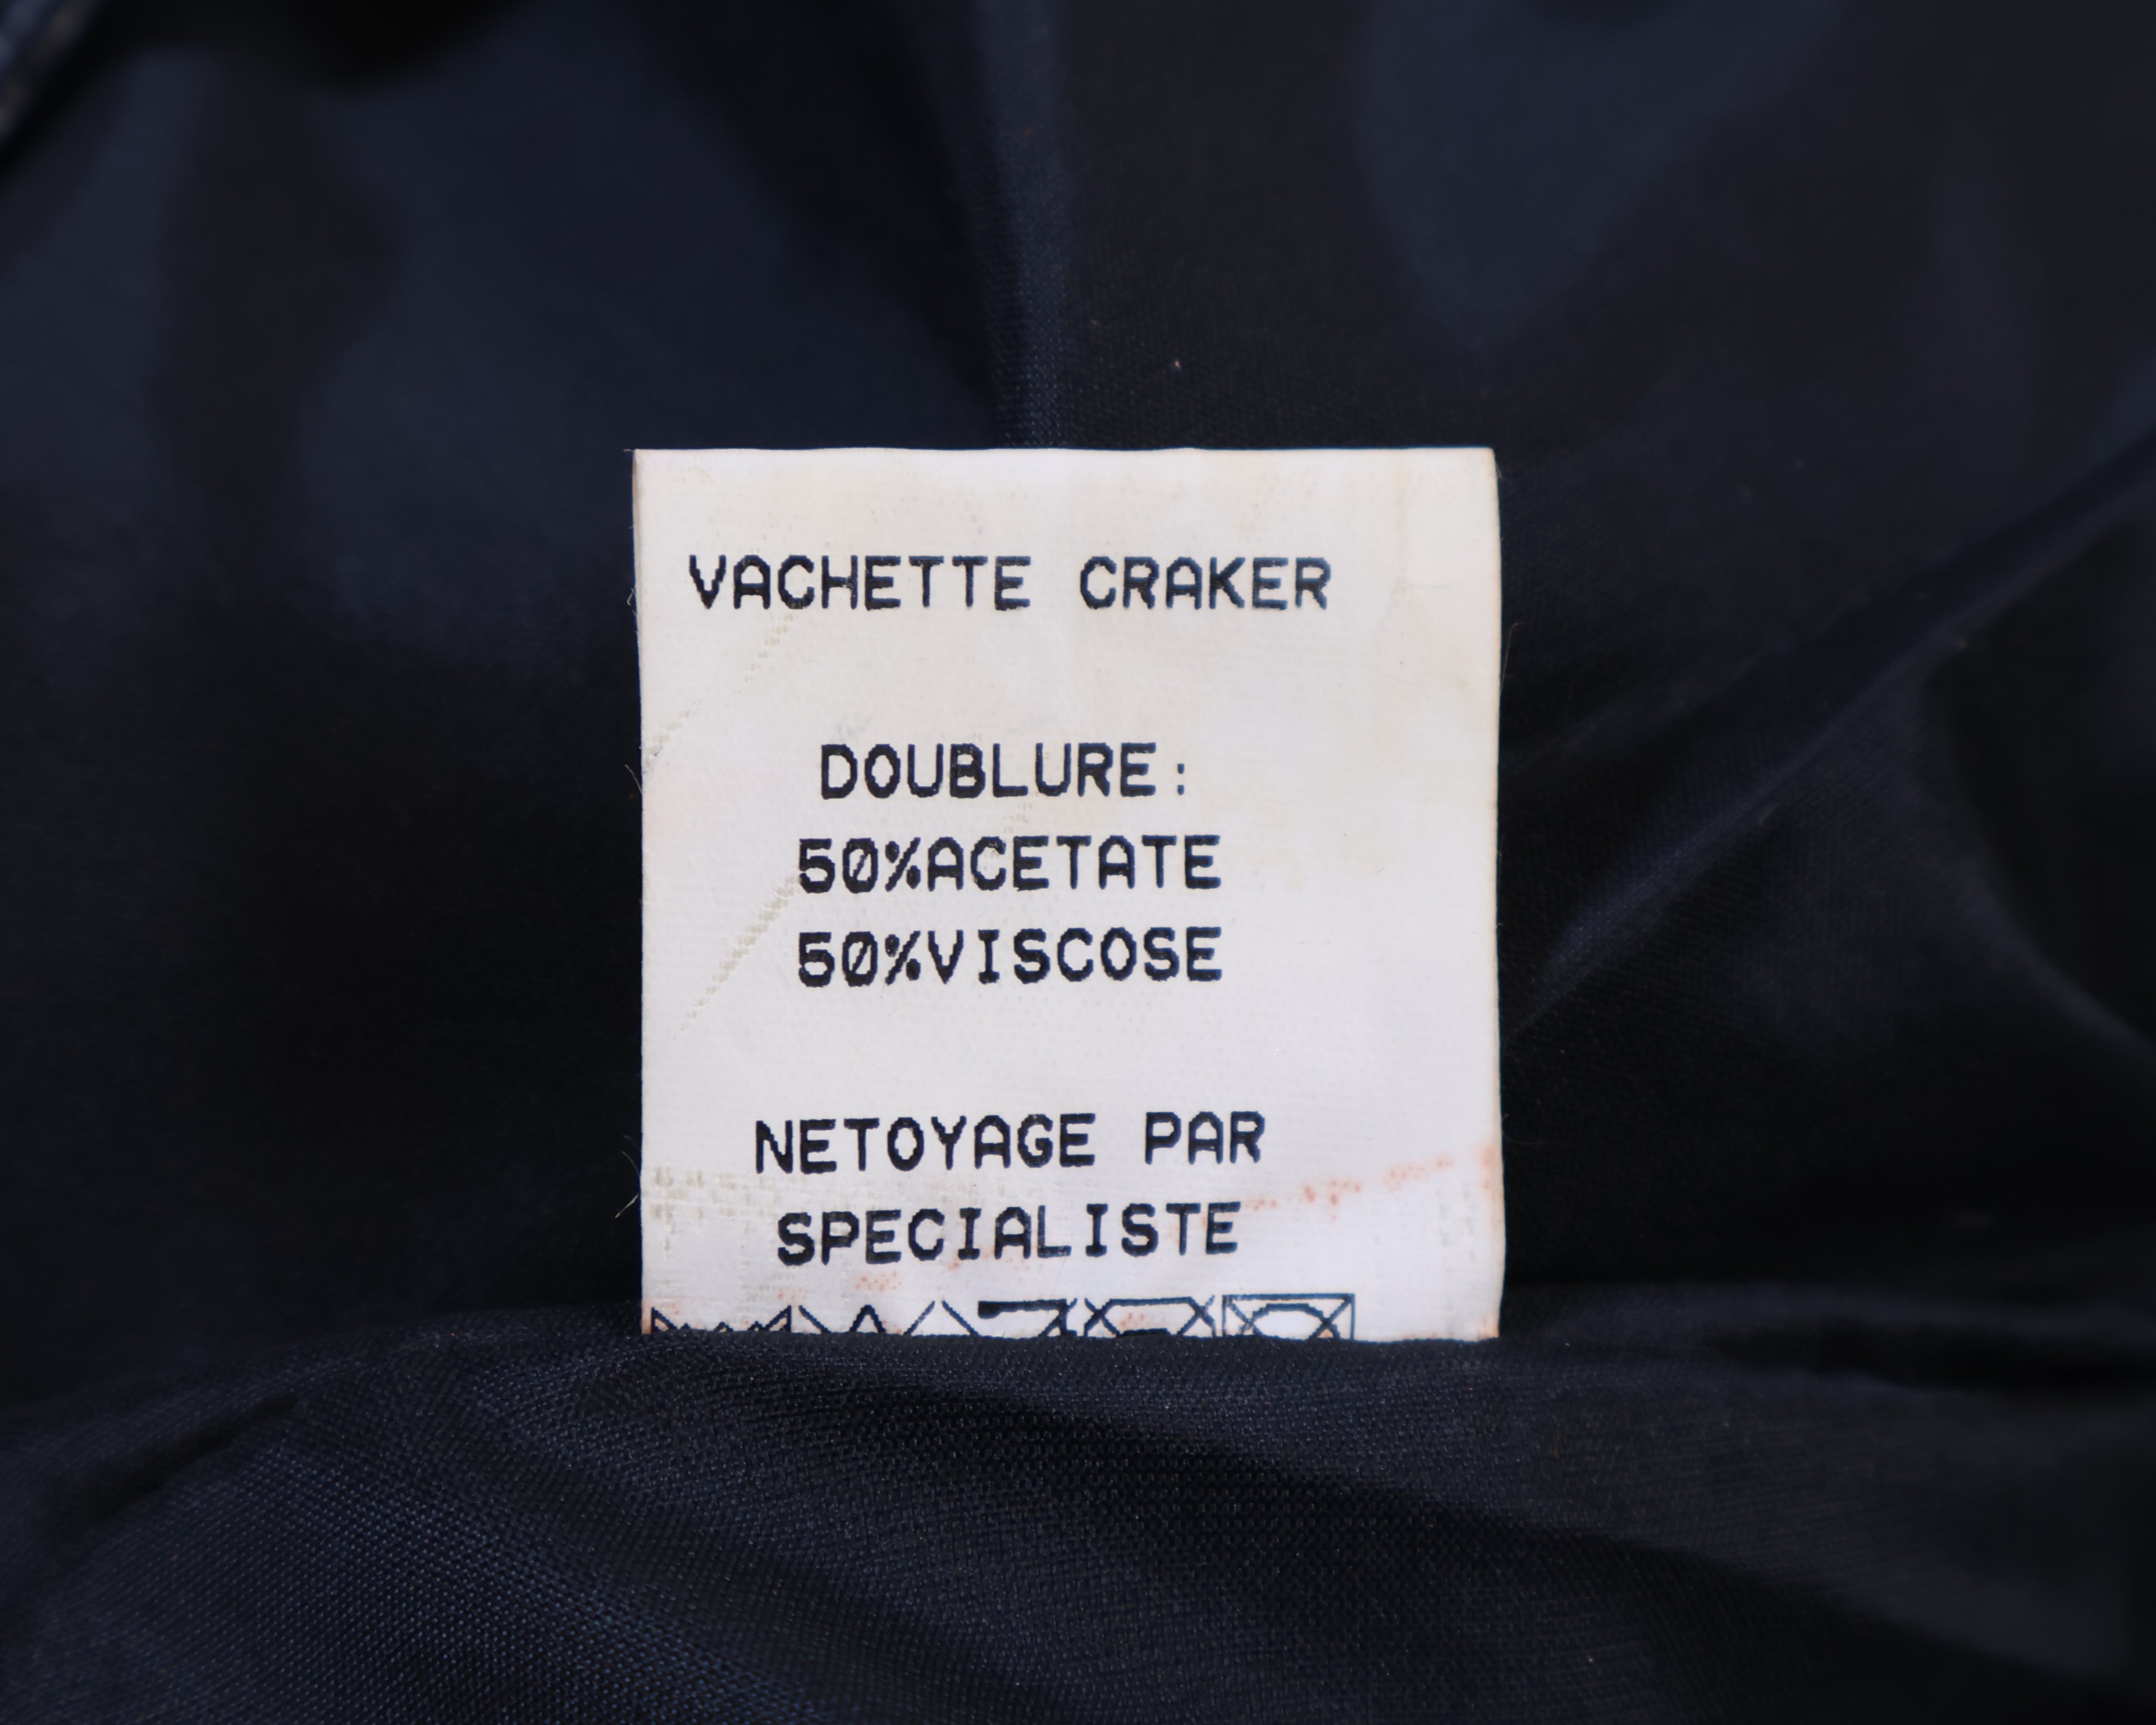 VACHETTE CRAKER
DOUBLURE:
50%ACETATE
50%VISCOSE
NETOYAGE PAR
SPECIALISTE